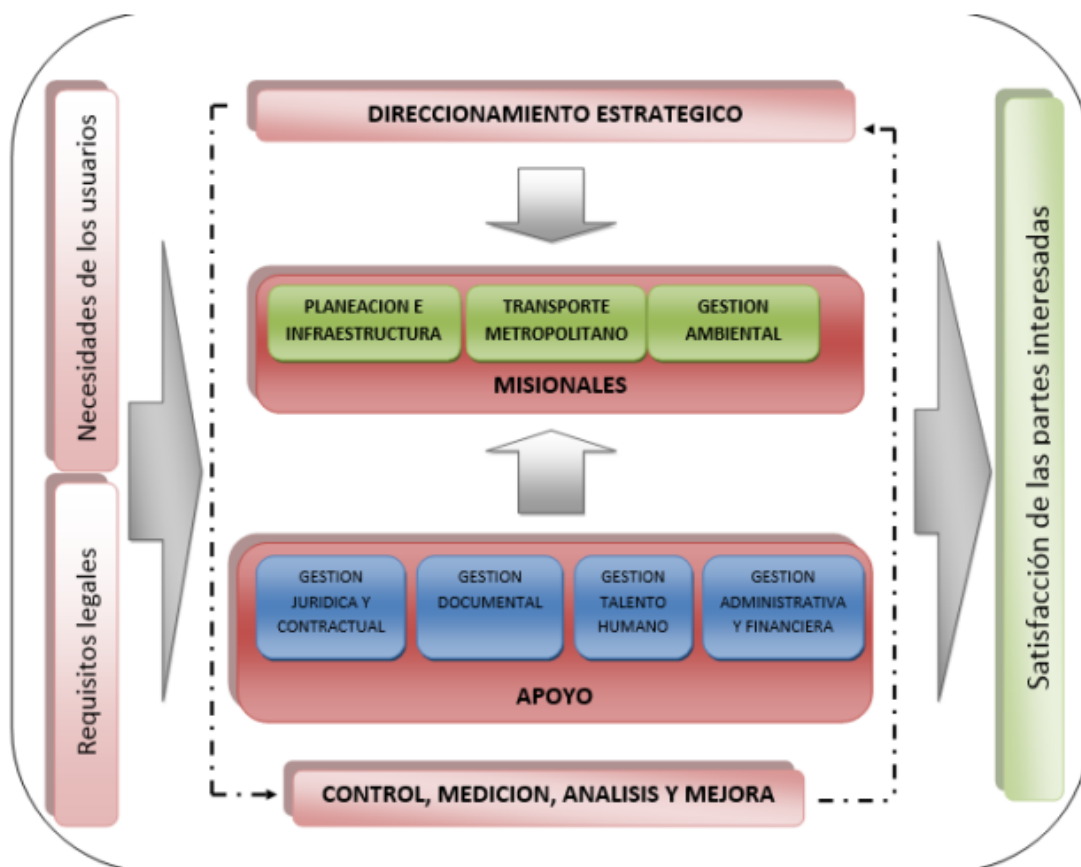 Necesidades de los usuarios
Requisitos legales
DIRECCIONAMIENTO ESTRATEGICO
PLANEACION E
INFRAESTRUCTURA
TRANSPORTE
METROPOLITANO
GESTION
AMBIENTAL
MISIONALES
GESTION
JURIDICA Y
CONTRACTUAL
GESTION
DOCUMENTAL
GESTION
TALENTO
HUMANO
GESTION
ADMINISTRATIVA
Y FINANCIERA
APOYO
CONTROL, MEDICION, ANALISIS Y MEJORA
Satisfacción de las partes interesadas